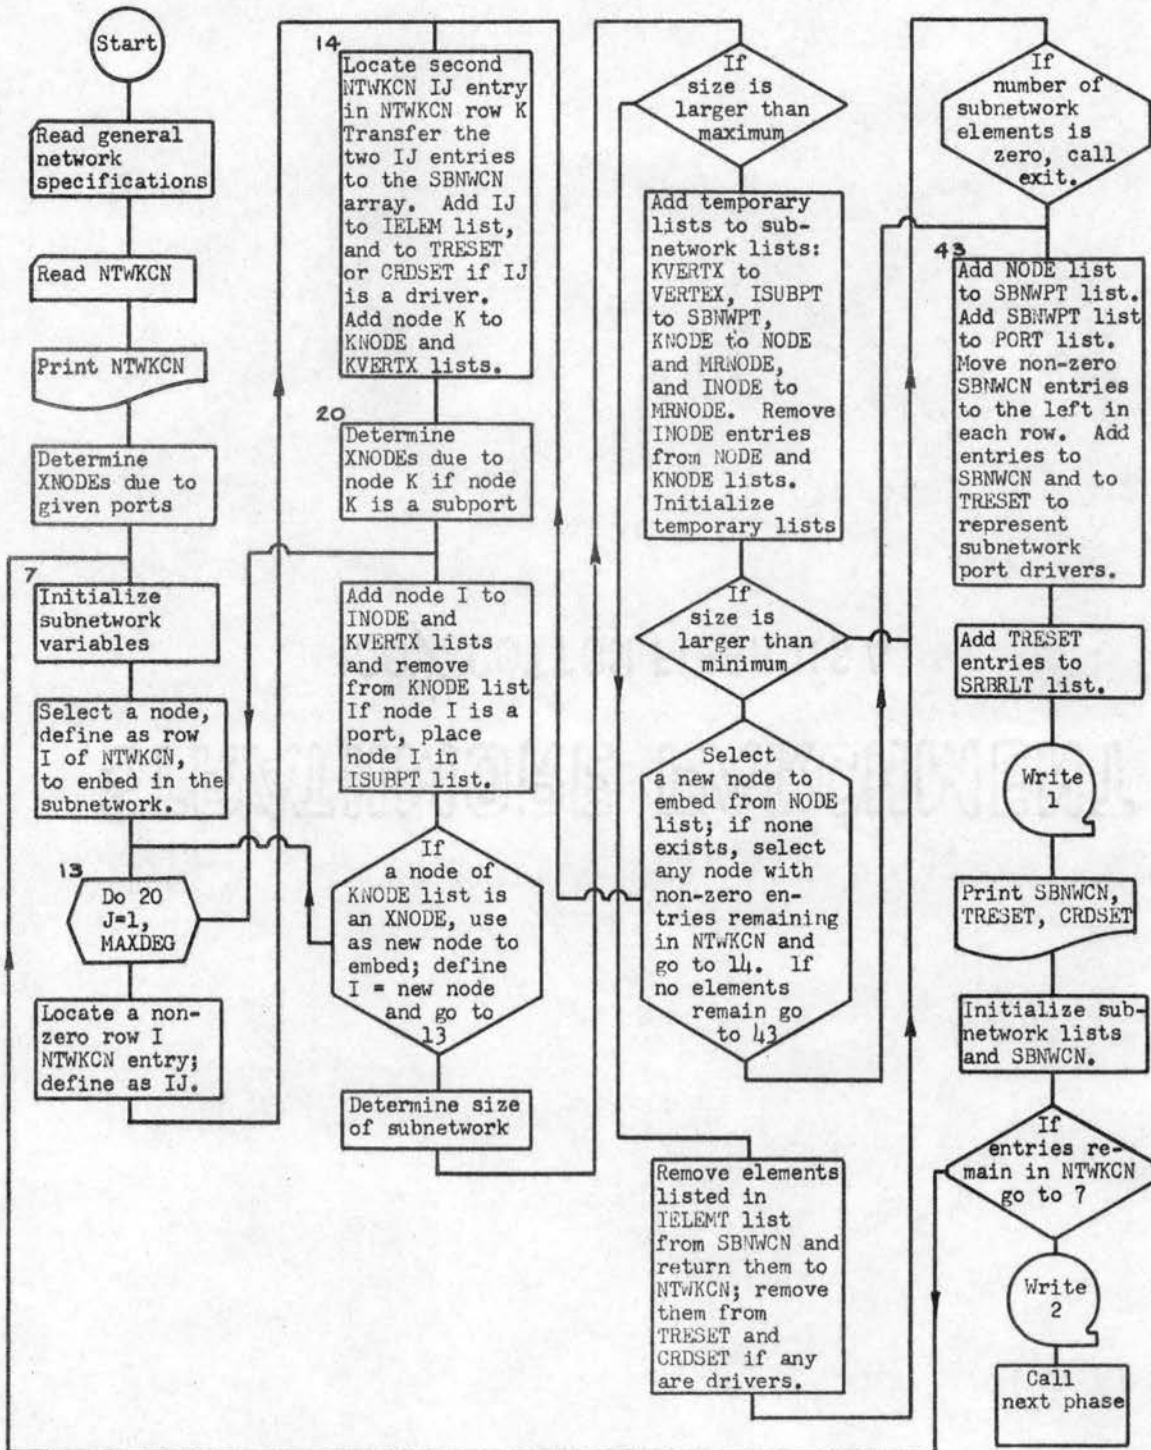 Start
Read general
network
specifications
Read NTWKCN
Print NTWKCN
Determine
XNODEs due to
given ports
7
Initialize
subnetwork
variables
Select a node,
define as row
I of NTWKCN,
to enbed in the
subnetwork.
13
Do 20
J=1,
MAXDEG
Locate a non-
zero row I
NTWKCN entry;
define as IJ.
14
Locate second
NTWKCN IJ entry
in NTWKCN row K
Transfer the
two IJ entries
to the SBNWCN
array. Add IJ
to IELEM list,
and to TRESET
or CRDSET if IJ
is a driver.
Add node K to
KNODE and
KVERTX lists.
20
Determine
XNODEs due to
node K if node
K is a subport
Add node I to
INODE and
KVERTX lists
and remove
from KNODE list
If node I is a
port, place
node I in
ISUBPT list.
If
a node of
KNODE list is
an XNODE, use
as new node to
embed; define
I = new node
and go to
13
Determine size
of subnetwork
If
size is
larger than
maximum
Add temporary
lists to sub-
network lists:
KVERTX to
VERTEX, ISUBPT
to SBNWPT,
KNODE to NODE
and MRNODE,
and INODE to
MRNODE. Remove
INODE entries
from NODE and
KNODE lists.
Initialize
temporary lists
If
size is
larger than
minimum
Select
a new node to
embed from NODE
list; if none
exists, select
any node with
non-zero en-
tries remaining
in NTWKCN and
go to 14. If
no elements
remain go
to 43
Remove elements
listed in
IELEMT list
from SBNWCN and
return them to
NTWKCN; remove
them from
TRESET and
CRDSET if any
are drivers.
If
number of
subnetwork
elements is
zero, call
exit.
43
Add NODE list
to SBNWPT list.
Add SBNWPT list
to PORT list.
Move non-zero
SBNWCN entries
to the left in
each row. Add
entries to
SBNWCN and to
TRESET to
represent
subnetwork
port drivers.
Add TRESET
entries to
SRBRLT list.
Write
1
Print SBNWCN,
TRESET, CRDSET
Initialize sub-
network lists
and SBNWCN.
If
entries re-
main in NTWKCN
go to 7
Write
2
Call
next phase